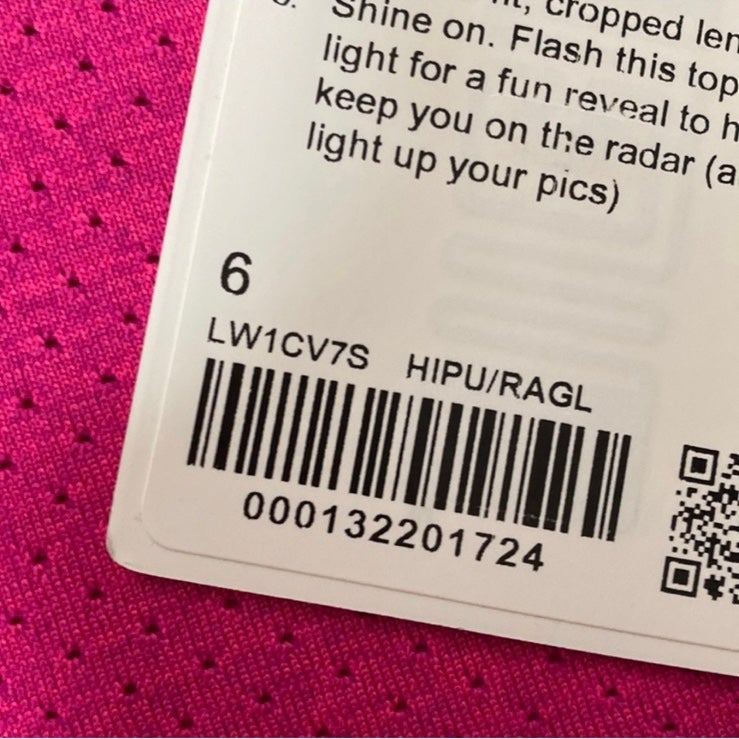 cropped
Shine on. Flash this top
light for a fun reveal to
keep you on the radar (a
light up your pics)
6
LW1CV7S HIPU/RAGL
000132201724